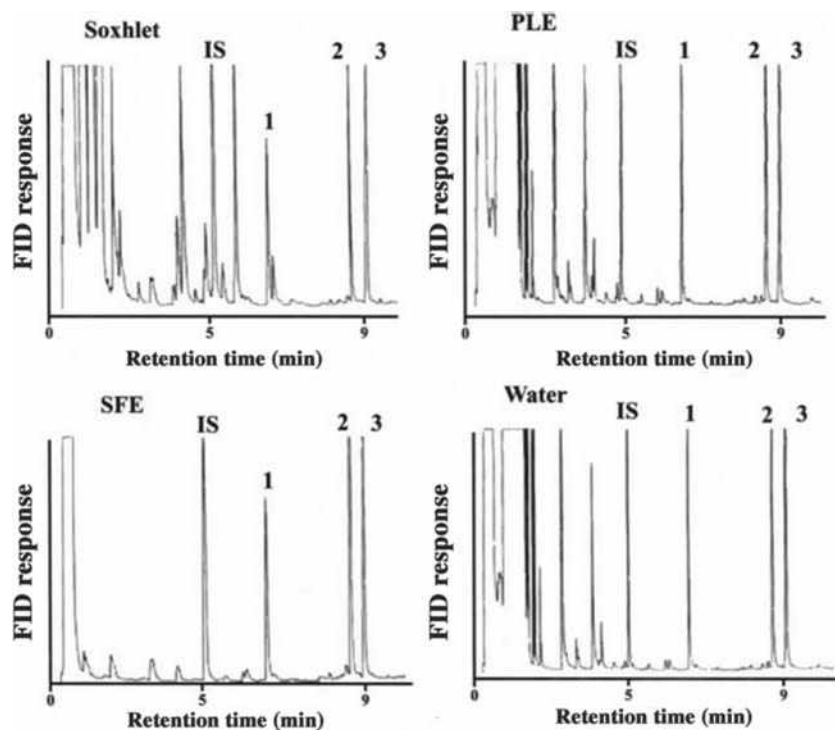 Soxhlet
IS
1
2
3
FID response
0
5
9
Retention time (min)
PLE
IS
1
2
3
FID response
0
5
9
Retention time (min)
SFE
IS
1
2
3
FID response
0
5
9
Retention time (min)
Water
IS
1
2
3
FID response
0
5
9
Retention time (min)